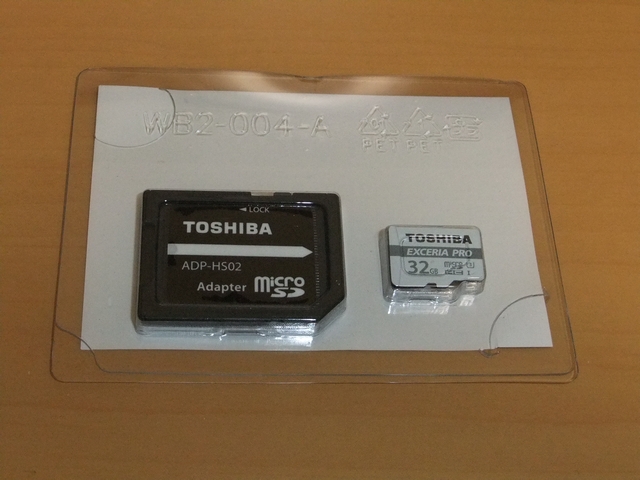 WB2-004-A
PET PET
◄ LOCK
TOSHIBA
ADP-HS02
Adapter micro SD
TOSHIBA
EXCERIA PRO
32GB